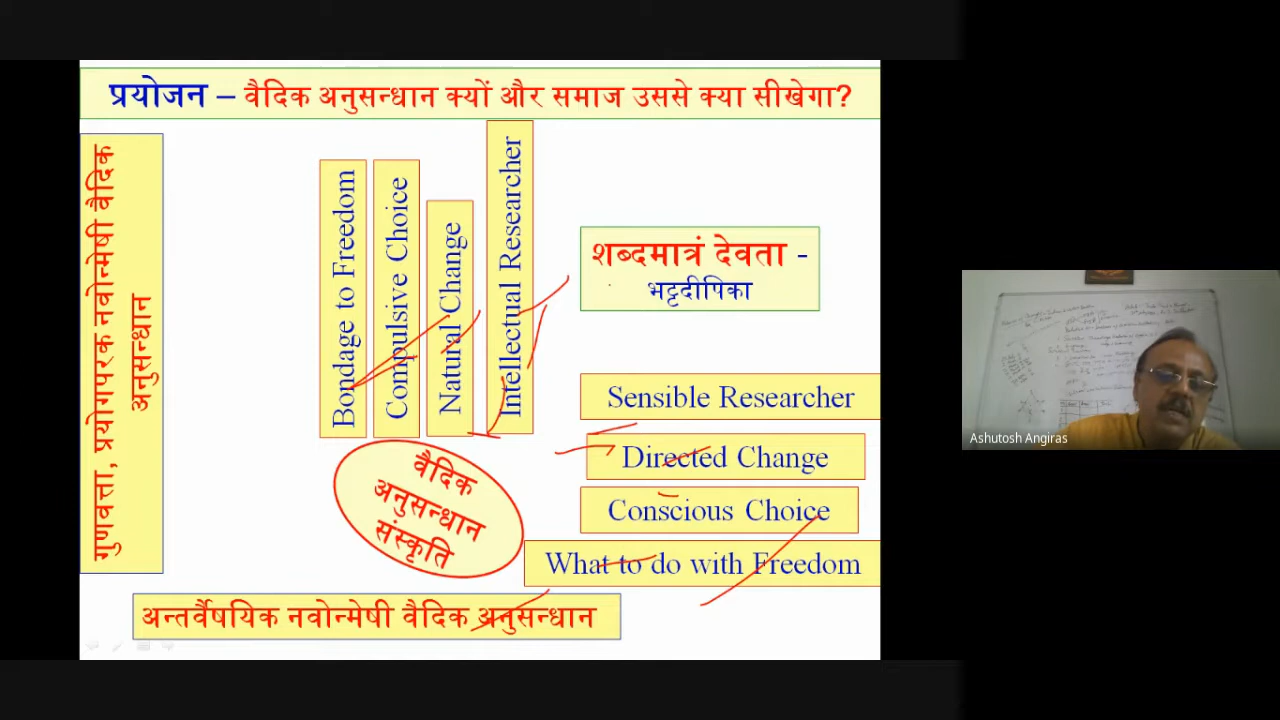 प्रयोजन – वैदिक अनुसन्धान क्यों और समाज उससे क्या सीखेगा?
गुणवत्ता, प्रयोगपरक नवोन्मेषी वैदिक
अनुसन्धान
Bondage to Freedom
Compulsive Choice
Natural Change
Intellectual Researcher
शब्दमात्रं देवता -
भट्टदीपिका
Sensible Researcher
Directed Change
Conscious Choice
What to do with Freedom
वैदिक
अनुसन्धान
संस्कृति
अन्तर्वैषयिक नवोन्मेषी वैदिक अनुसन्धान
Ashutosh Angiras